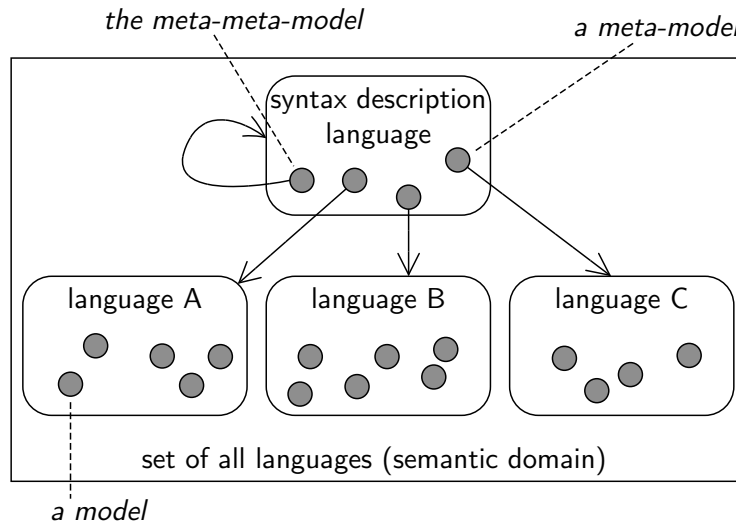 the meta-meta-model
a meta-model
syntax description
language
language A
language B
language C
set of all languages (semantic domain)
a model